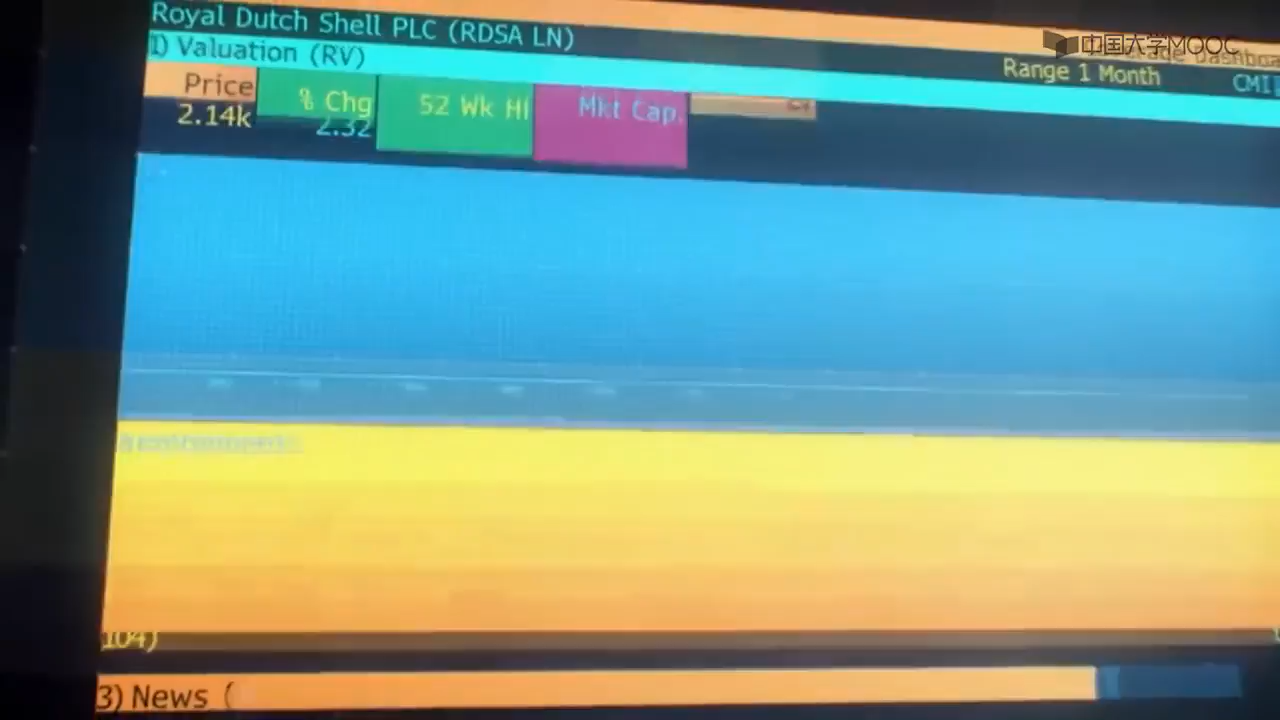 Royal Dutch Shell PLC (RDSA LN)
中国大学MOOC
1) Valuation (RV)
Range 1 Month
Price
% Chg
52 Wk HI
Mkt Cap.
2.14k
2.32
104)
3) News (